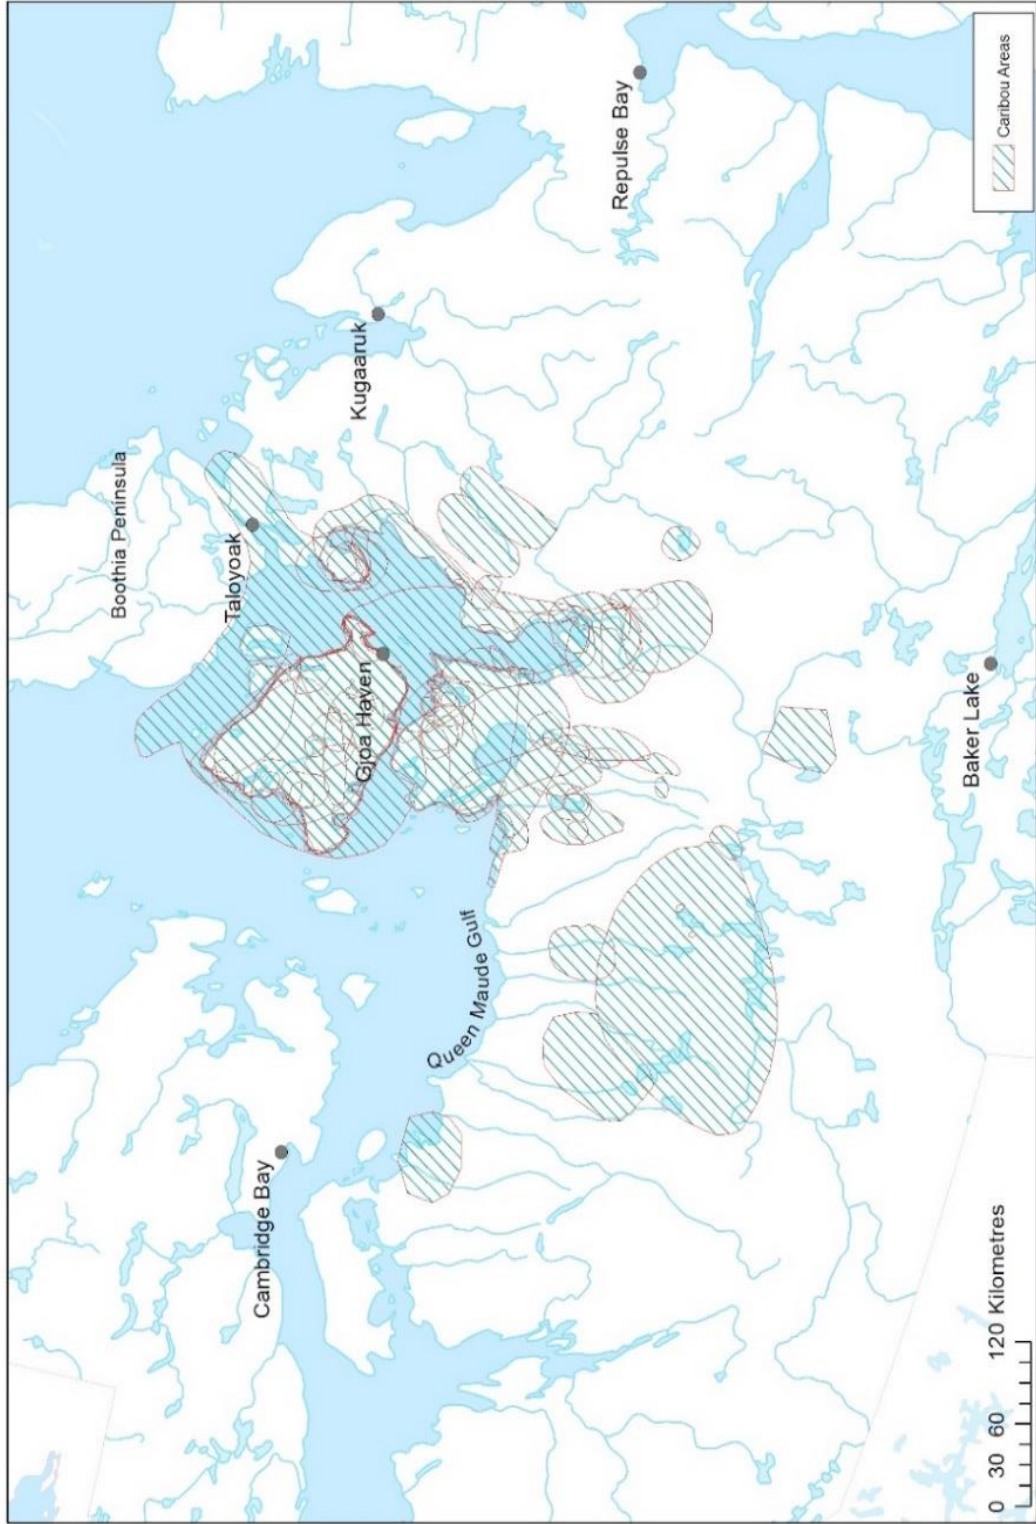 Boothia Peninsula
Taloyoak
Cambridge Bay
Gjoa Haven
Kugaaruk
Queen Maude Gulf
Repulse Bay
Baker Lake
0 30 60 120 Kilometres
Caribou Areas